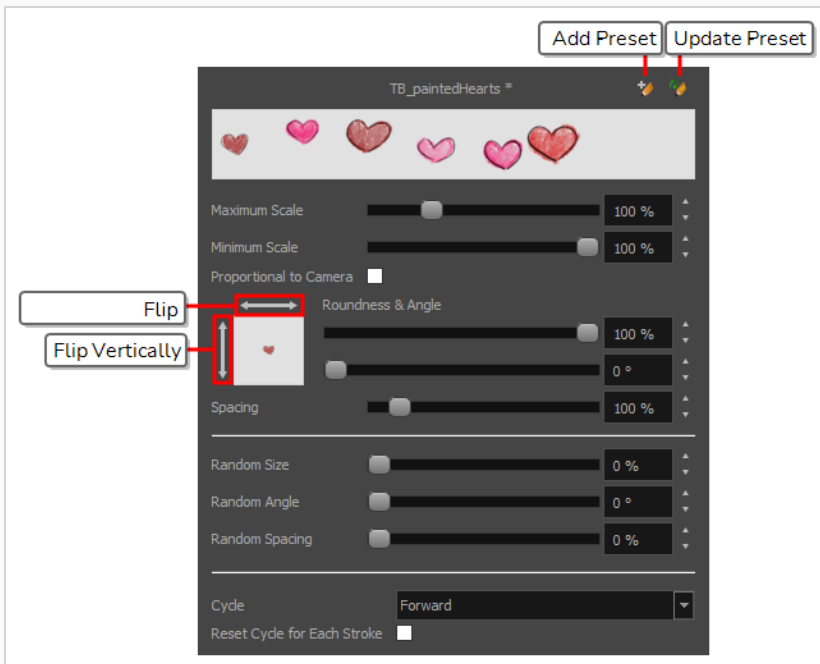 Add Preset
Update Preset
TB_paintedHearts *
Maximum Scale
100 %
Minimum Scale
100 %
Proportional to Camera
Flip
Roundness & Angle
100 %
Flip Vertically
0 °
Spacing
100 %
Random Size
0 %
Random Angle
0 °
Random Spacing
0 %
Cycle
Forward
Reset Cycle for Each Stroke